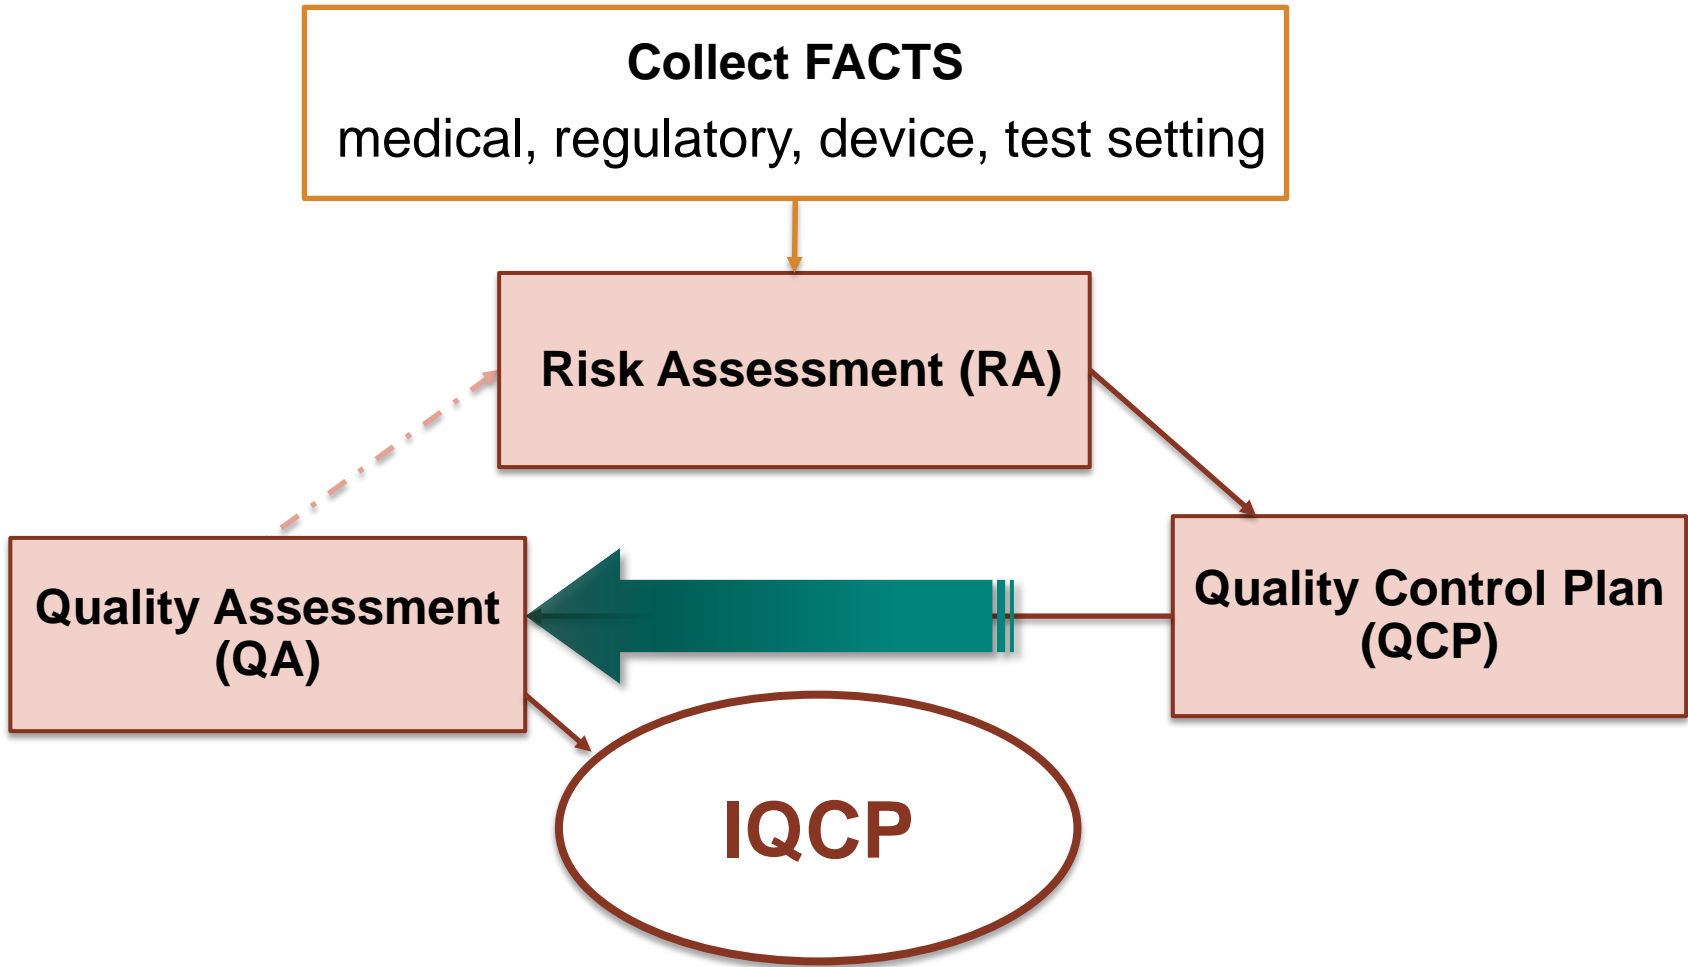 Collect FACTS
medical, regulatory, device, test setting
Risk Assessment (RA)
Quality Assessment
(QA)
Quality Control Plan
(QCP)
IQCP